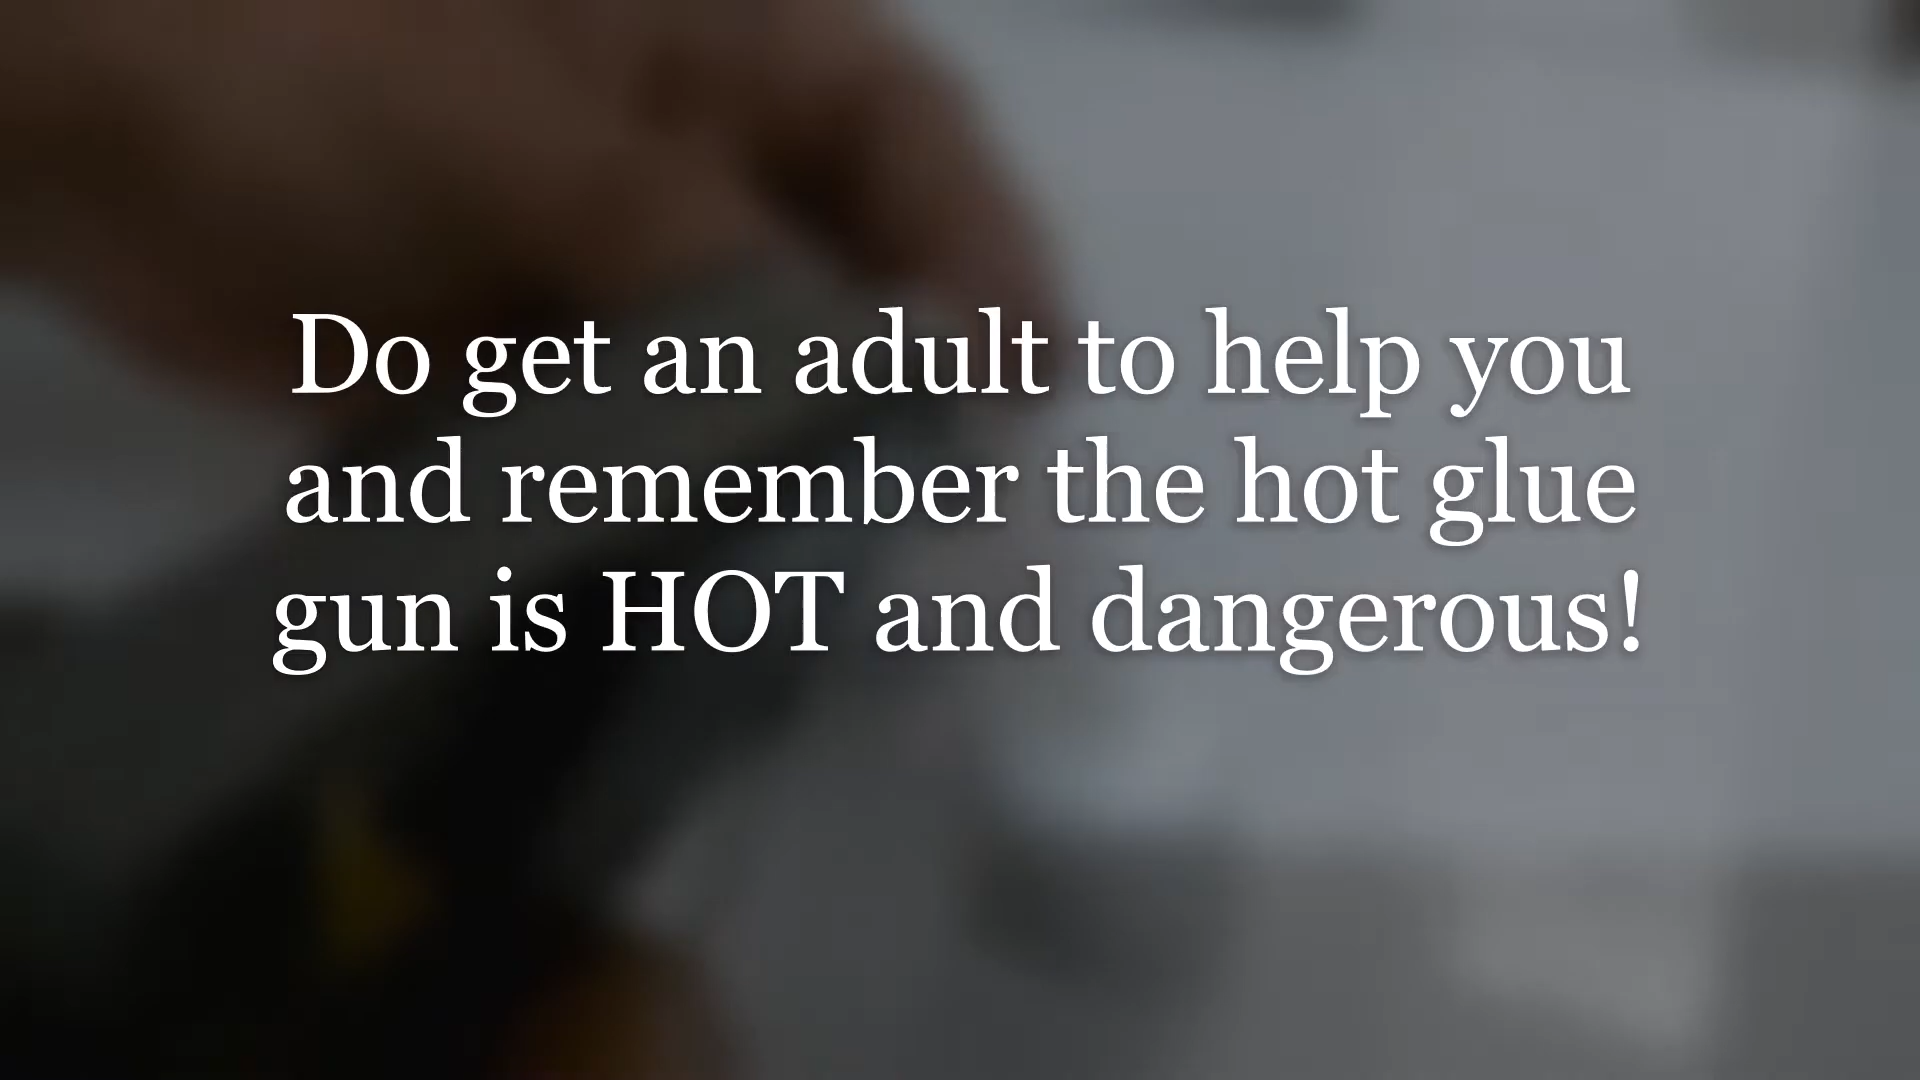 Do get an adult to help you
and remember the hot glue
gun is HOT and dangerous!